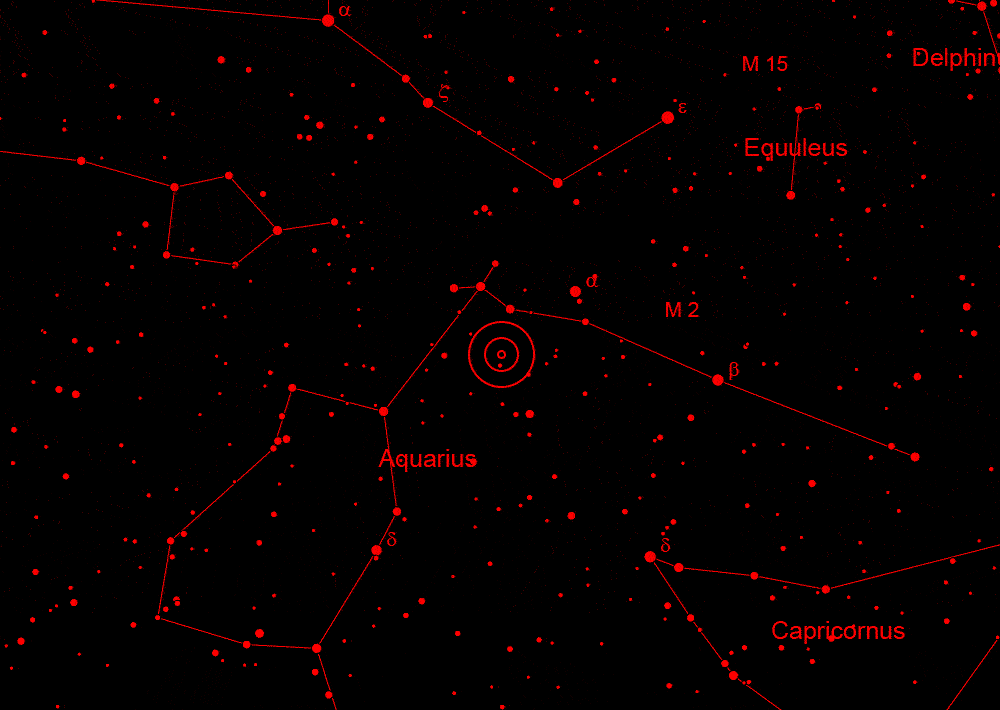 α
Delphinu
M 15
ζ
ε
Equuleus
α
M 2
β
Aquarius
δ
δ
Capricornus